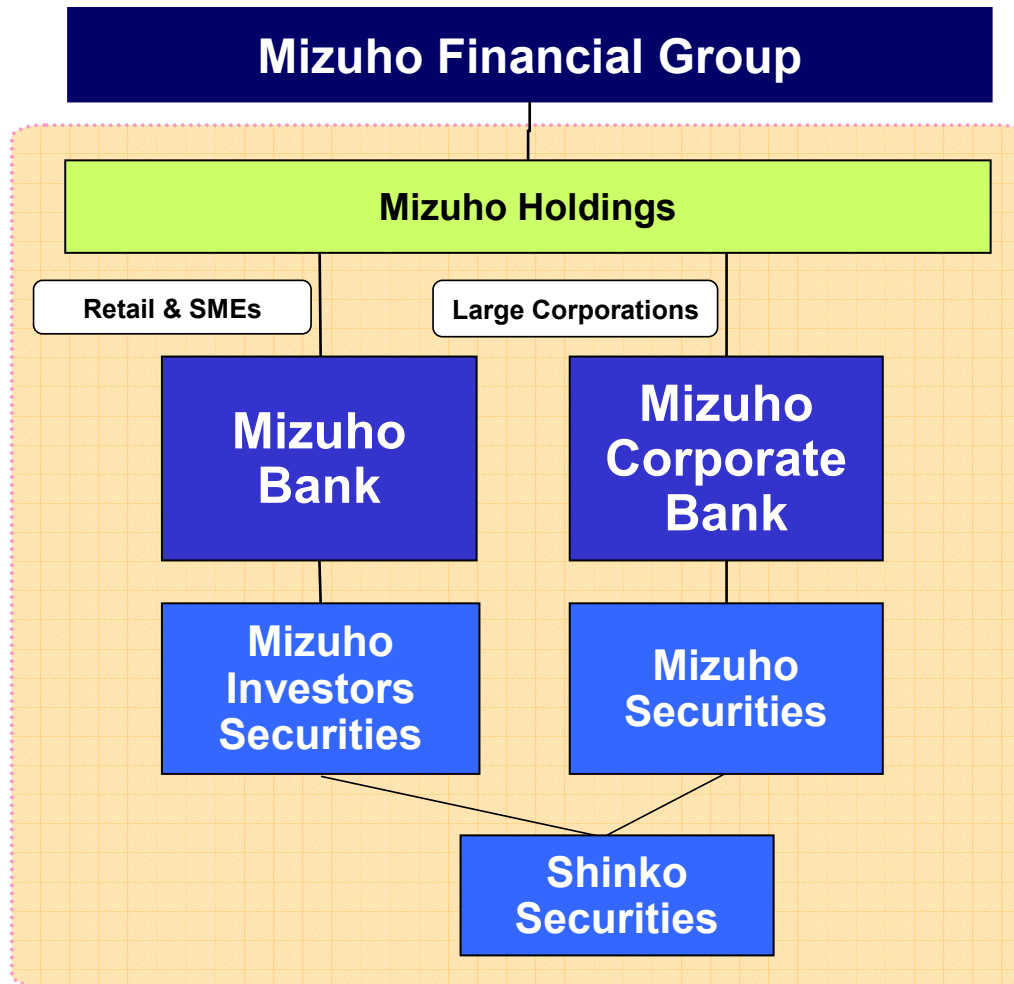 Mizuho Financial Group
Mizuho Holdings
Retail & SMEs
Large Corporations
Mizuho
Bank
Mizuho
Corporate
Bank
Mizuho
Investors
Securities
Mizuho
Securities
Shinko
Securities